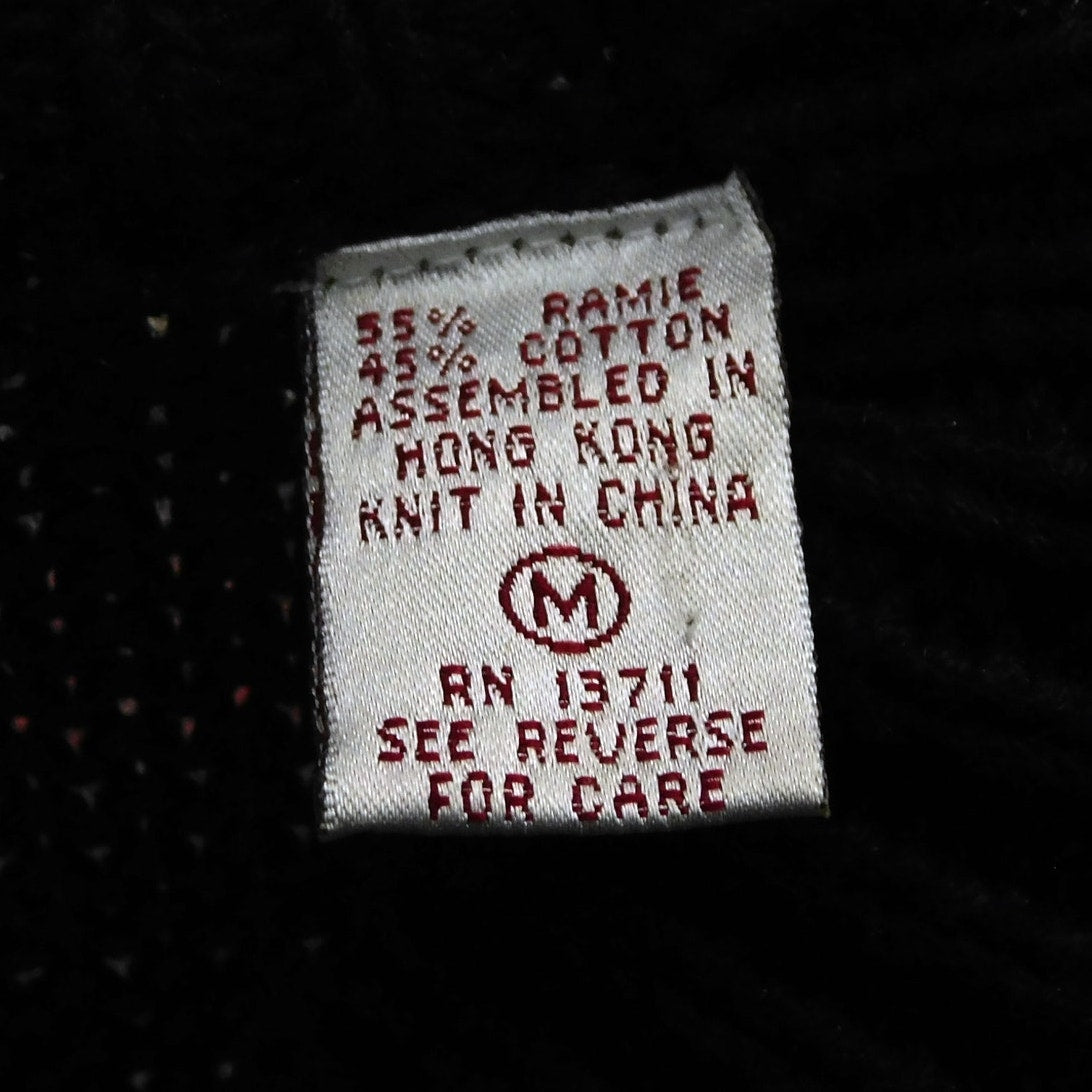 55% RAMIE
45% COTTON
ASSEMBLED IN
HONG KONG
KNIT IN CHINA
M
RN 13711
SEE REVERSE
FOR CARE